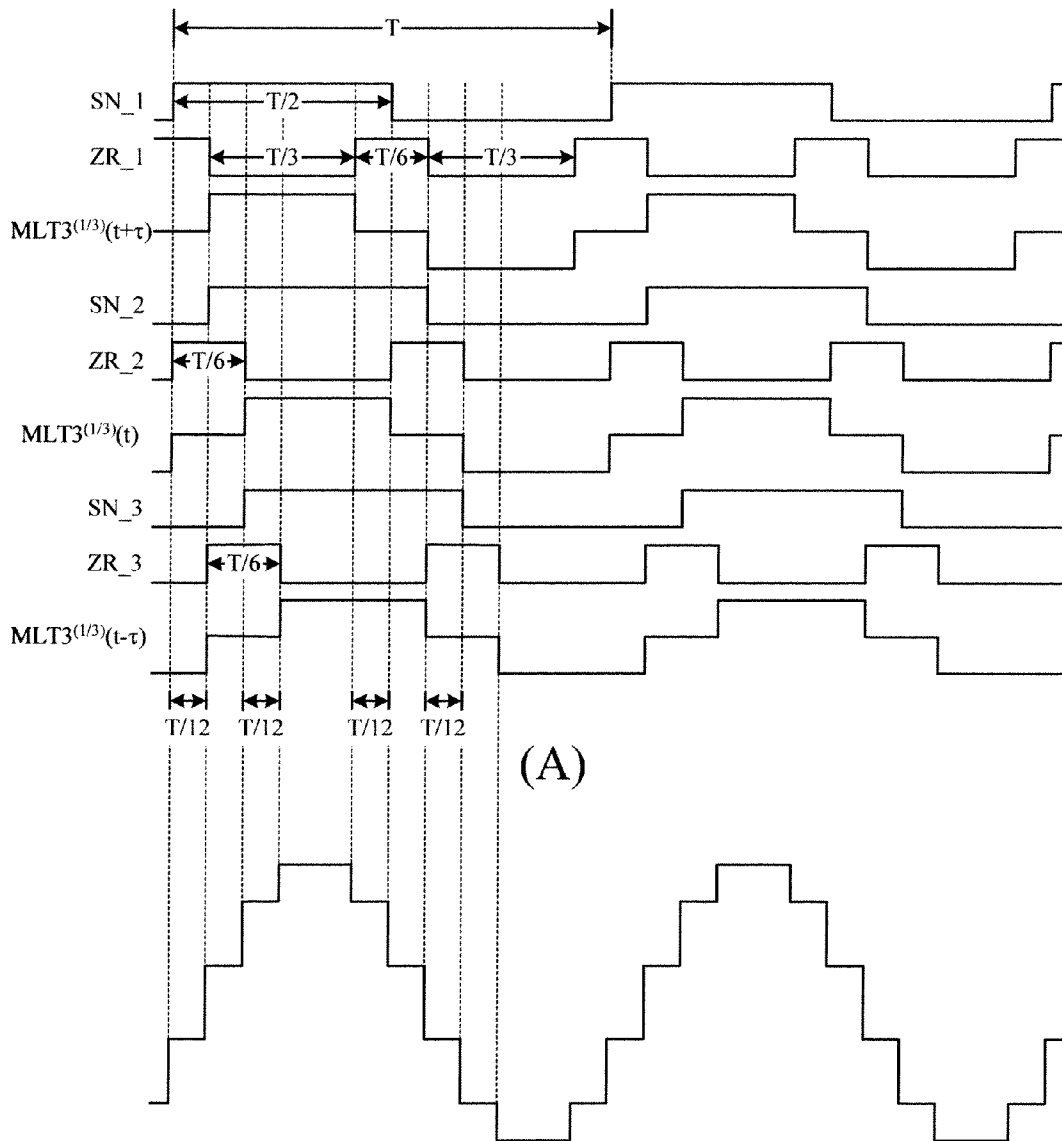 T
SN_1
T/2
ZR_1
T/3 T/6 T/3
MLT3(1/3)(t+τ)
SN_2
ZR_2
T/6
MLT3(1/3)(t)
SN_3
ZR_3
T/6
MLT3(1/3)(t-τ)
T/12 T/12 T/12 T/12
(A)